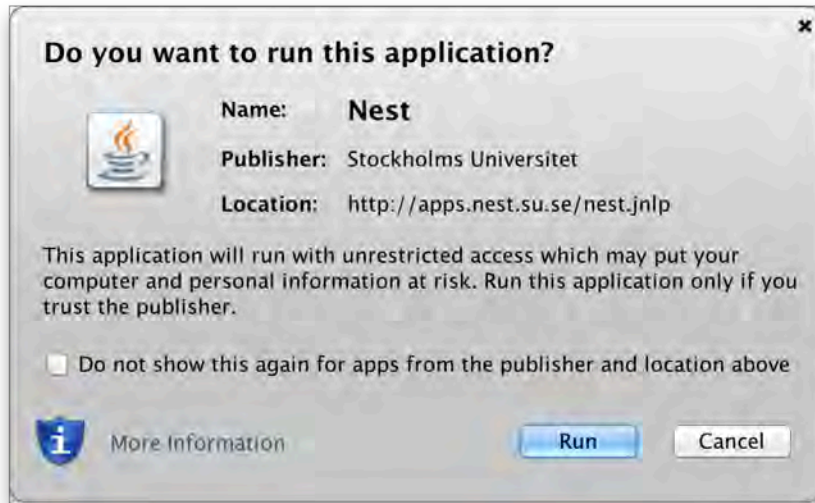 Do you want to run this application?
Name: Nest
Publisher: Stockholms Universitet
Location: http://apps.nest.su.se/nest.jnlp
This application will run with unrestricted access which may put your
computer and personal information at risk. Run this application only if you
trust the publisher.
Do not show this again for apps from the publisher and location above
More Information
Run
Cancel